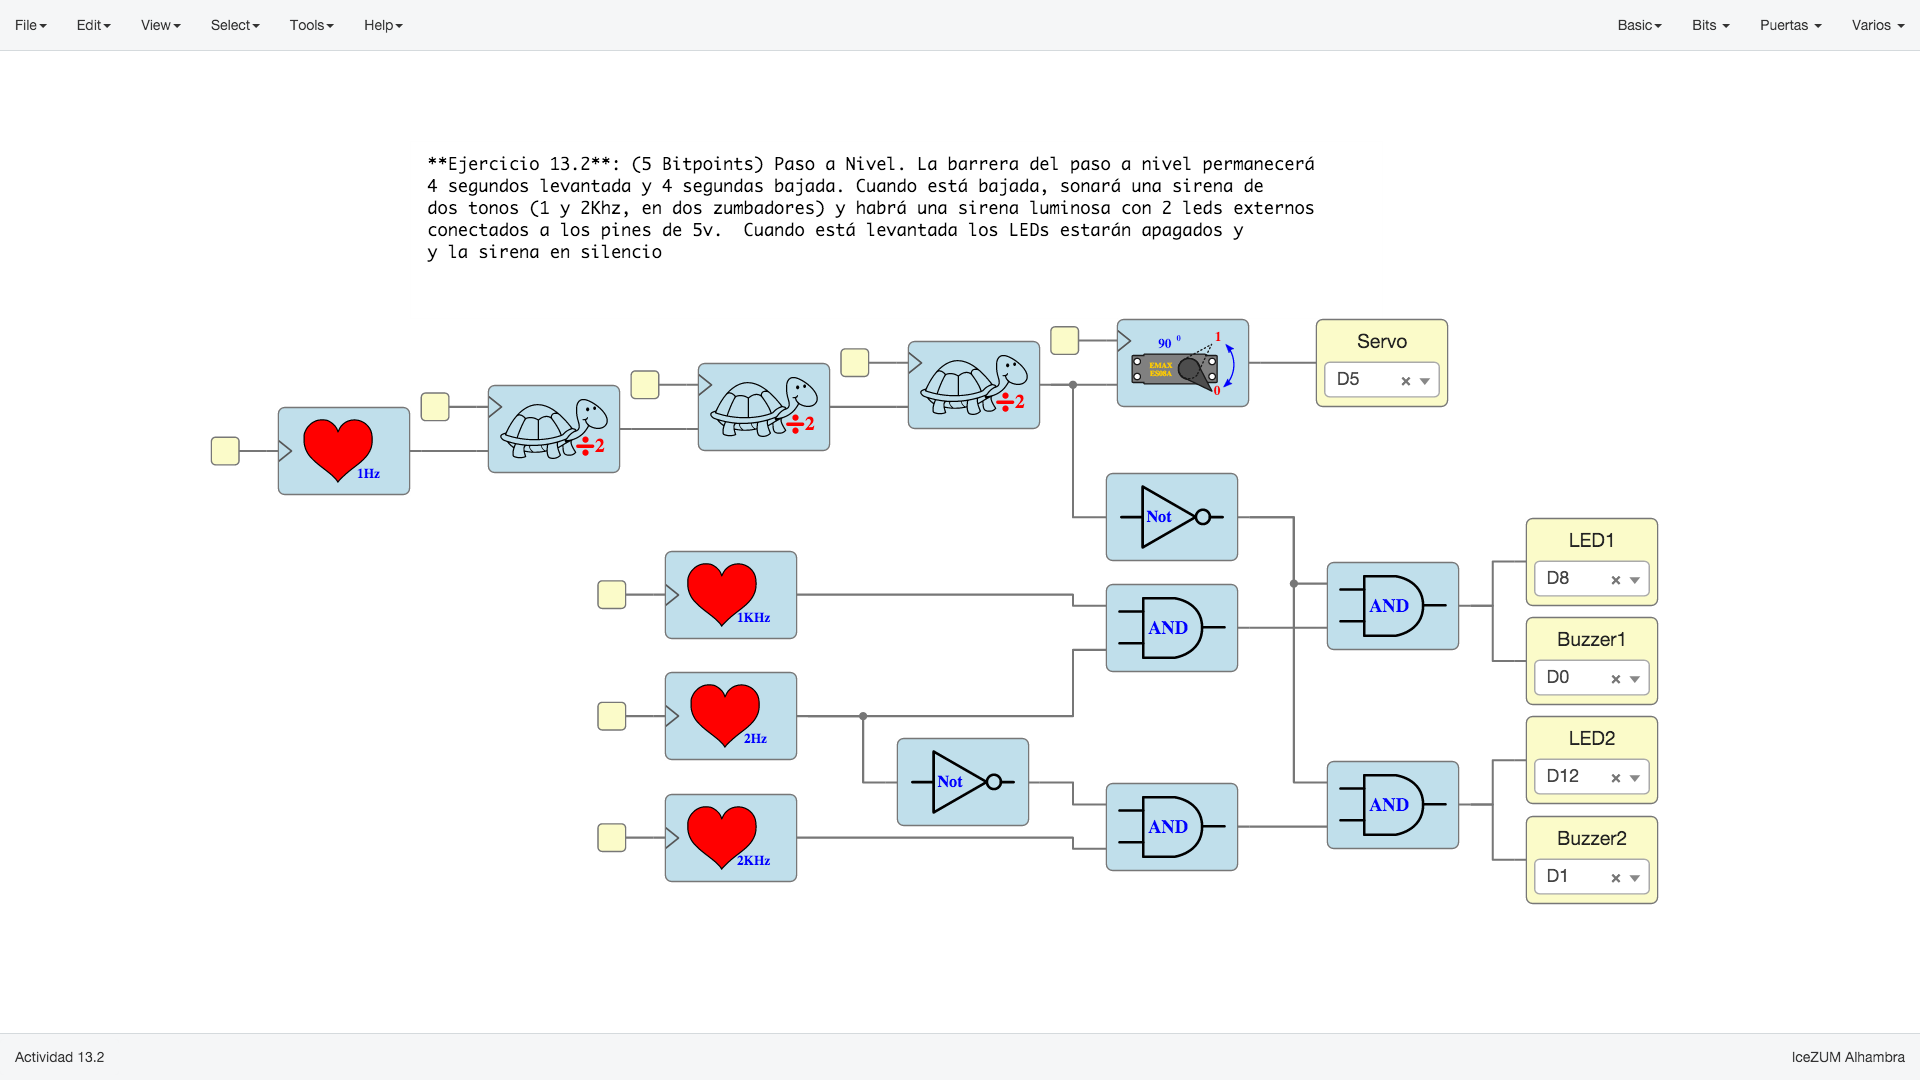 File Edit View Select Tools Help Basic Bits Puertas Varios
**Ejercicio 13.2**: (5 Bitpoints) Paso a Nivel. La barrera del paso a nivel permanecerá
4 segundos levantada y 4 segundas bajada. Cuando está bajada, sonará una sirena de
dos tonos (1 y 2Khz, en dos zumbadores) y habrá una sirena luminosa con 2 leds externos
conectados a los pines de 5v.  Cuando está levantada los LEDs estarán apagados y
y la sirena en silencio
1Hz
÷2
÷2
÷2
90 0
1
EMAX
ES08A
0
Servo
D5
Not
1KHz
AND
AND
LED1
D8
Buzzer1
D0
2Hz
Not
2KHz
AND
AND
LED2
D12
Buzzer2
D1
Actividad 13.2
IceZUM Alhambra